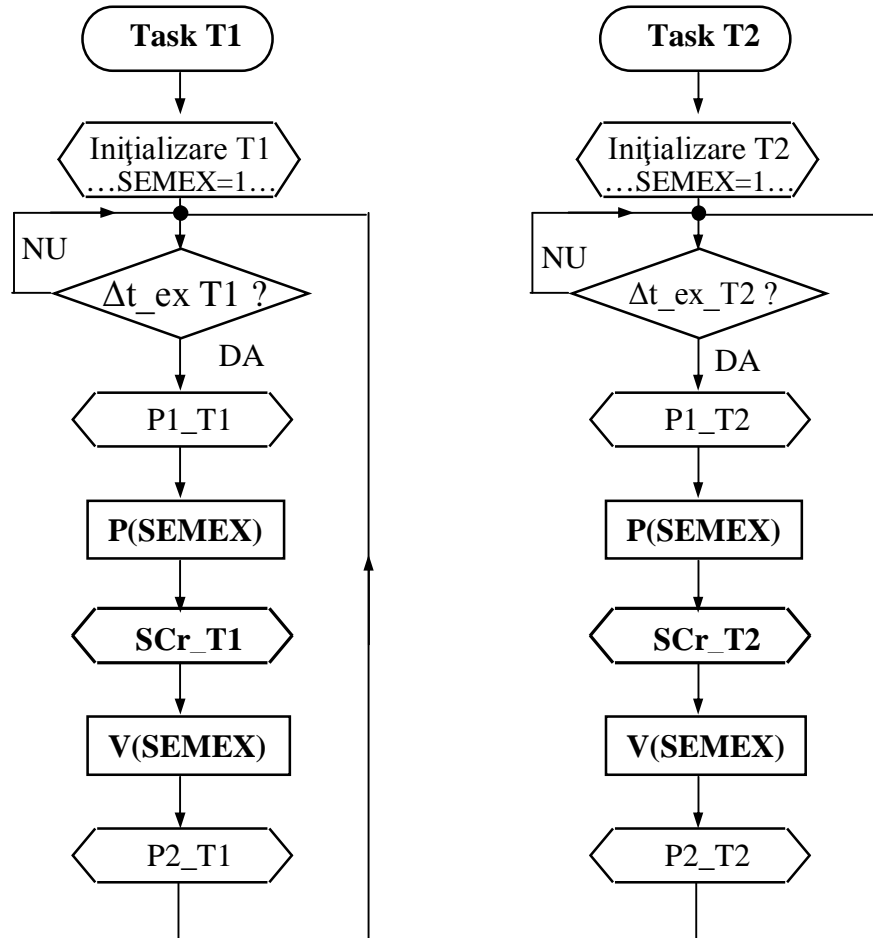 Task T1
Iniţializare T1
…SEMEX=1…
NU
Δt_ex T1 ?
DA
P1_T1
P(SEMEX)
SCr_T1
V(SEMEX)
P2_T1
Task T2
Iniţializare T2
…SEMEX=1…
NU
Δt_ex_T2 ?
DA
P1_T2
P(SEMEX)
SCr_T2
V(SEMEX)
P2_T2